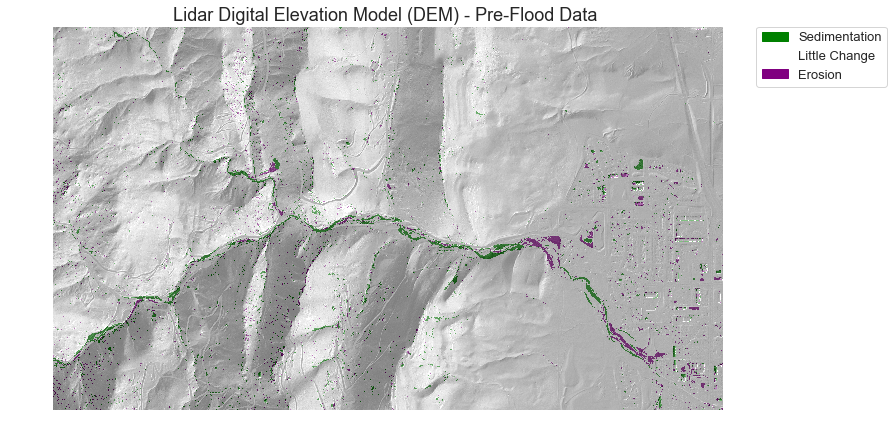 Lidar Digital Elevation Model (DEM) - Pre-Flood Data
Sedimentation
Little Change
Erosion